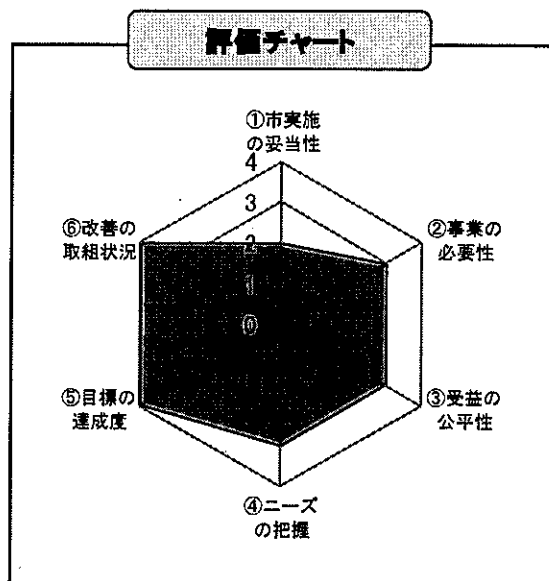 評価チャート
①市実施
の妥当性
4
3
2
1
0
②事業の
必要性
③受益の
公平性
④ニーズ
の把握
⑤目標の
達成度
⑥改善の
取組状況